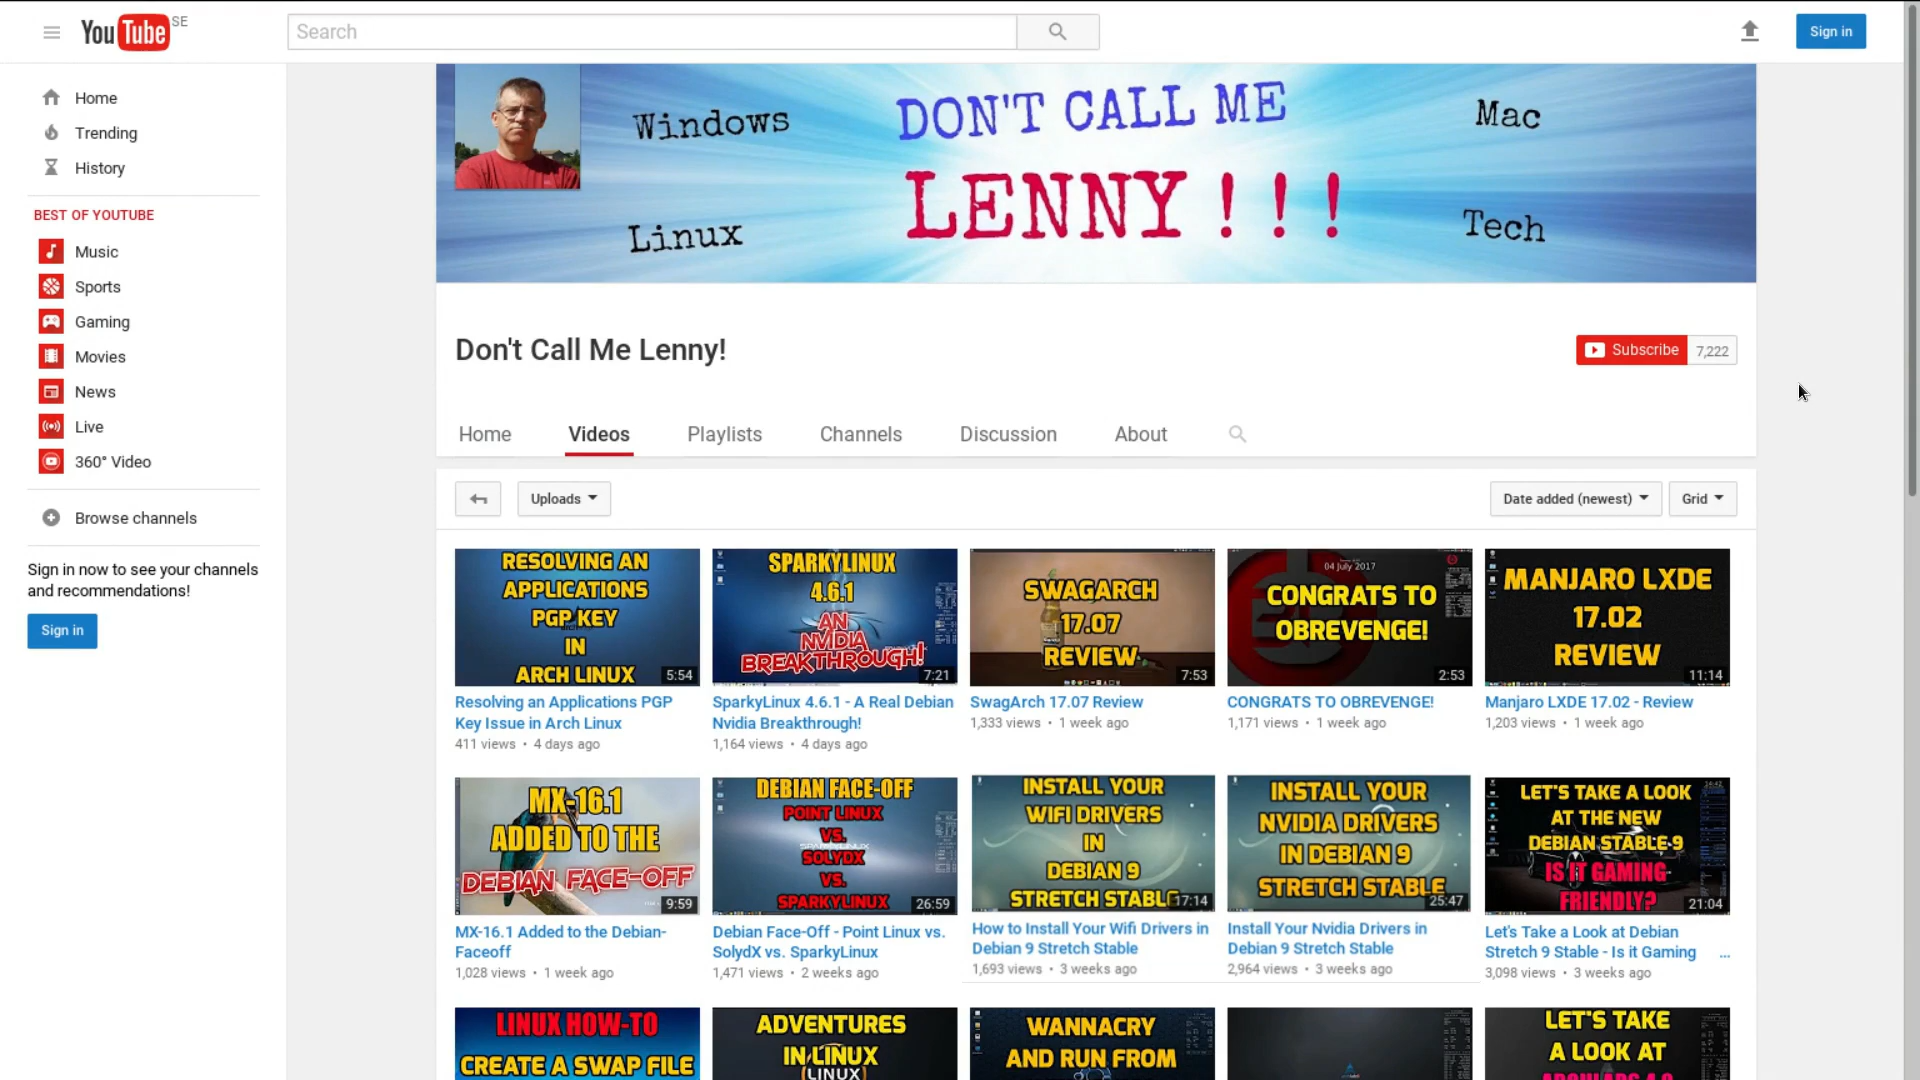 YouTube SE
Search
Sign in
Home
Trending
History
BEST OF YOUTUBE
Music
Sports
Gaming
Movies
News
Live
360° Video
Browse channels
Sign in now to see your channels
and recommendations!
Sign in
Windows
DON'T CALL ME
Mac
Linux
LENNY!!!
Tech
Don't Call Me Lenny!
Subscribe 7,222
Home Videos Playlists Channels Discussion About
Uploads
Date added (newest) Grid
RESOLVING AN
APPLICATIONS
PGP KEY
IN
ARCH LINUX
5:54
Resolving an Applications PGP
Key Issue in Arch Linux
411 views • 4 days ago
SPARKYLINUX
4.6.1
AN
NVIDIA
BREAKTHROUGH!
7:21
SparkyLinux 4.6.1 - A Real Debian
Nvidia Breakthrough!
1,164 views • 4 days ago
SWAGARCH
17.07
REVIEW
7:53
SwagArch 17.07 Review
1,333 views • 1 week ago
04 July 2017
CONGRATS TO
OBREVENGE!
2:53
CONGRATS TO OBREVENGE!
1,171 views • 1 week ago
MANJARO LXDE
17.02
REVIEW
11:14
Manjaro LXDE 17.02 - Review
1,203 views • 1 week ago
MX-16.1
ADDED TO THE
DEBIAN FACE-OFF
9:59
MX-16.1 Added to the Debian-
Faceoff
1,028 views • 1 week ago
DEBIAN FACE-OFF
POINT LINUX
VS.
SOLYDX
VS.
SPARKYLINUX
26:59
Debian Face-Off - Point Linux vs.
SolydX vs. SparkyLinux
1,471 views • 2 weeks ago
INSTALL YOUR
WIFI DRIVERS
IN
DEBIAN 9
STRETCH STABLE
17:14
How to Install Your Wifi Drivers in
Debian 9 Stretch Stable
1,693 views • 3 weeks ago
INSTALL YOUR
NVIDIA DRIVERS
IN DEBIAN 9
STRETCH STABLE
25:47
Install Your Nvidia Drivers in
Debian 9 Stretch Stable
2,964 views • 3 weeks ago
LET'S TAKE A LOOK
AT THE NEW
DEBIAN STABLE-9
IS IT GAMING
FRIENDLY?
21:04
Let's Take a Look at Debian
Stretch 9 Stable - Is it Gaming ...
3,098 views • 3 weeks ago
LINUX HOW-TO
CREATE A SWAP FILE
ADVENTURES
IN LINUX
LINUX
WANNACRY
AND RUN FROM
LET'S TAKE
A LOOK AT